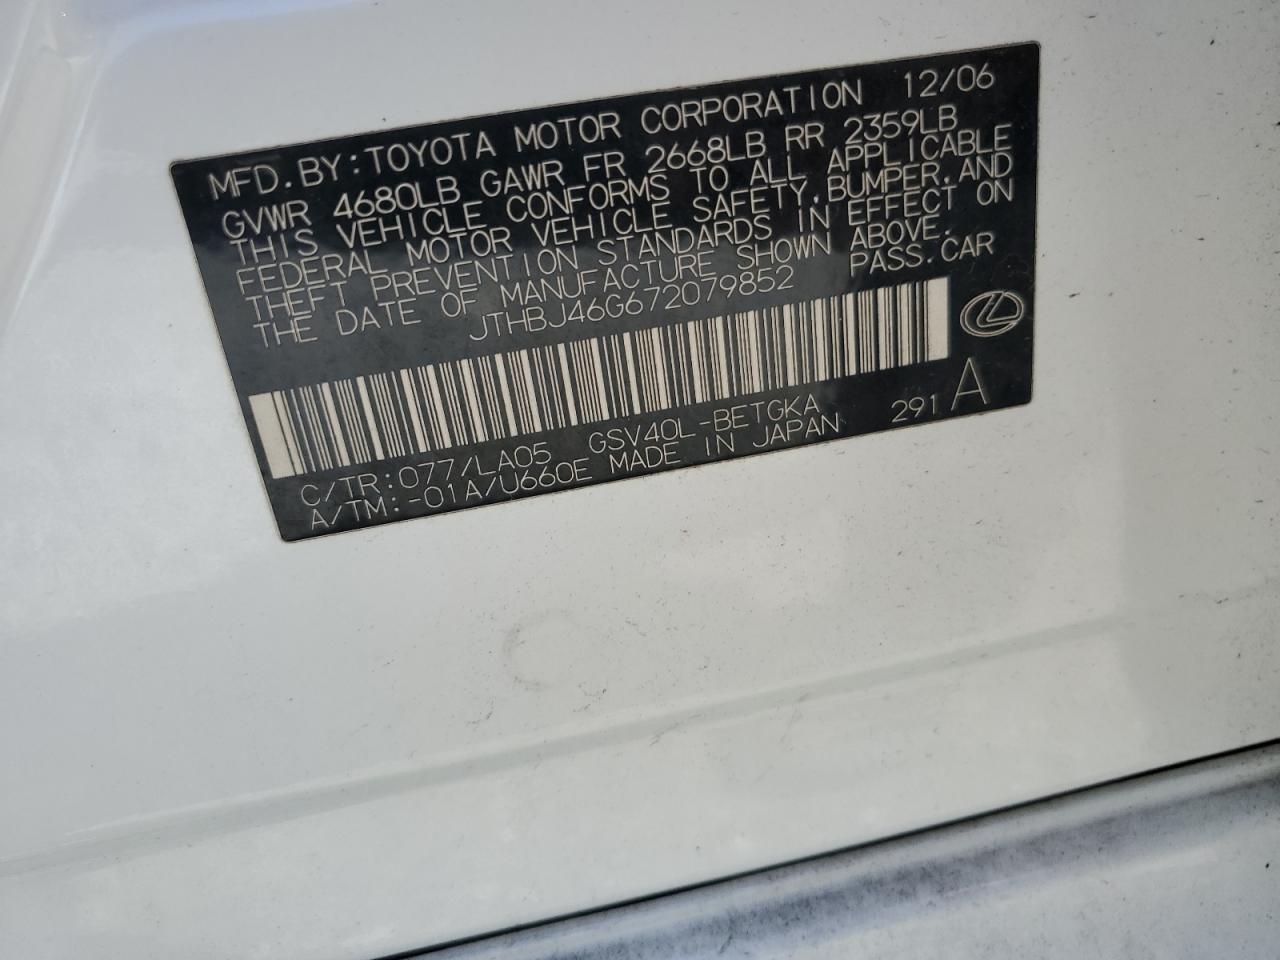 MFD. BY: TOYOTA MOTOR CORPORATION 12/06
GVWR 4680LB GAWR FR 2668LB RR 2359LB
THIS VEHICLE CONFORMS TO ALL APPLICABLE
FEDERAL MOTOR VEHICLE SAFETY, BUMPER, AND
THEFT PREVENTION STANDARDS IN EFFECT ON
THE DATE OF MANUFACTURE SHOWN ABOVE.
JTHBJ46G672079852 PASS. CAR
C/TR: 077/LA05 GSV40L-BETGKA 291 A
A/TM: -01A/U660E MADE IN JAPAN